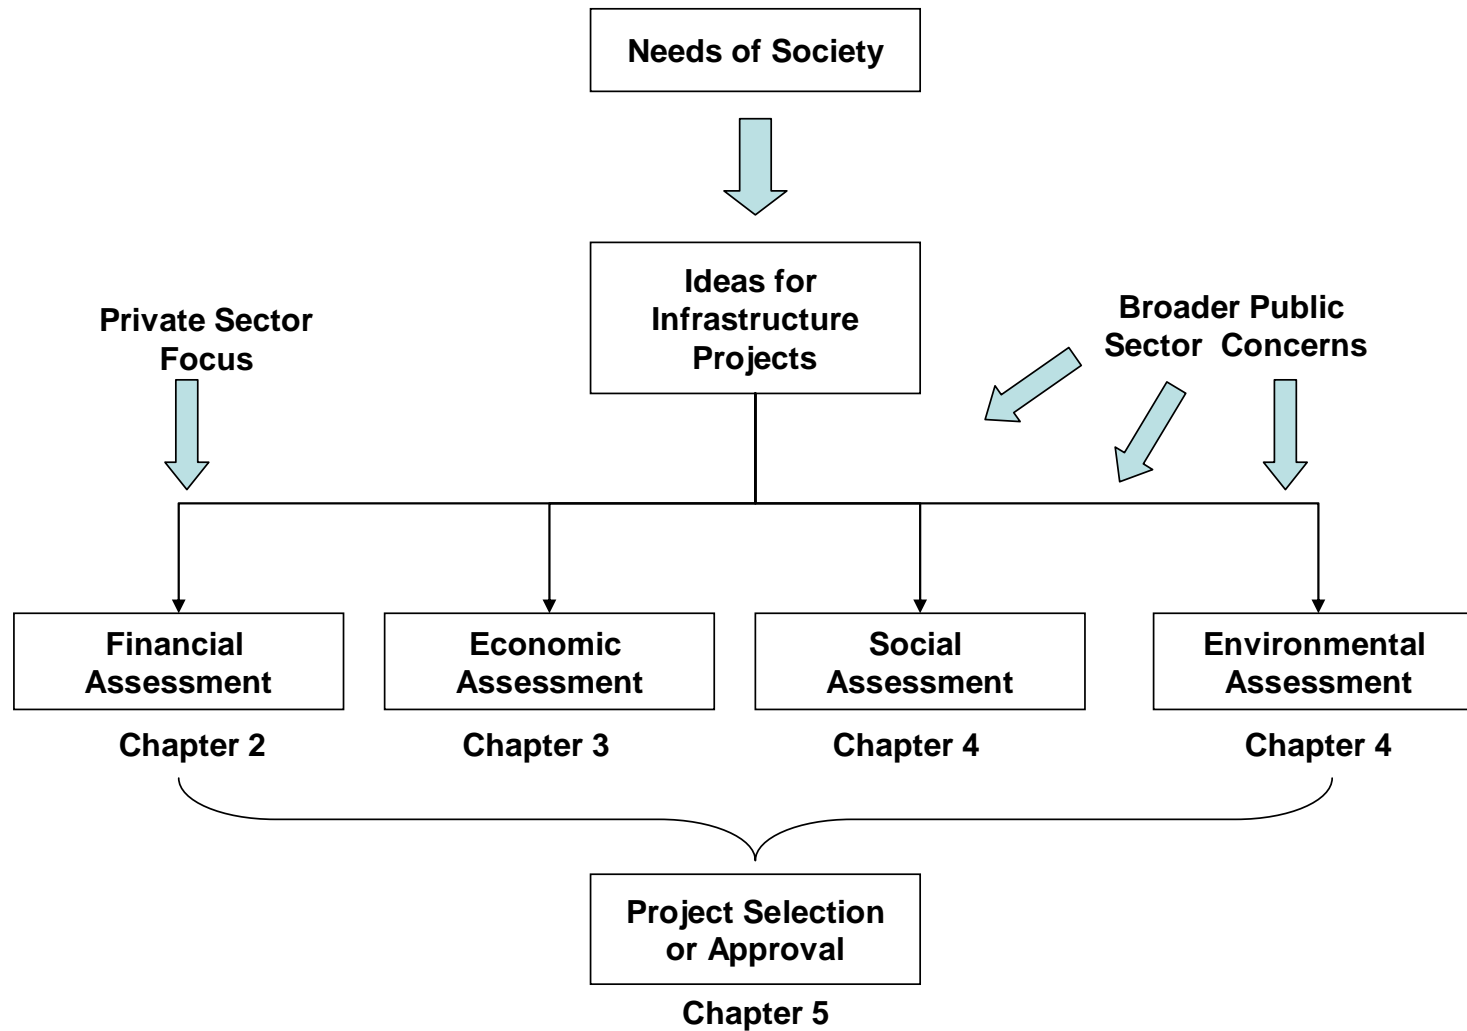 Needs of Society
Ideas for
Infrastructure
Projects
Private Sector
Focus
Broader Public
Sector  Concerns
Financial
Assessment
Economic
Assessment
Social
Assessment
Environmental
Assessment
Chapter 2
Chapter 3
Chapter 4
Chapter 4
Project Selection
or Approval
Chapter 5